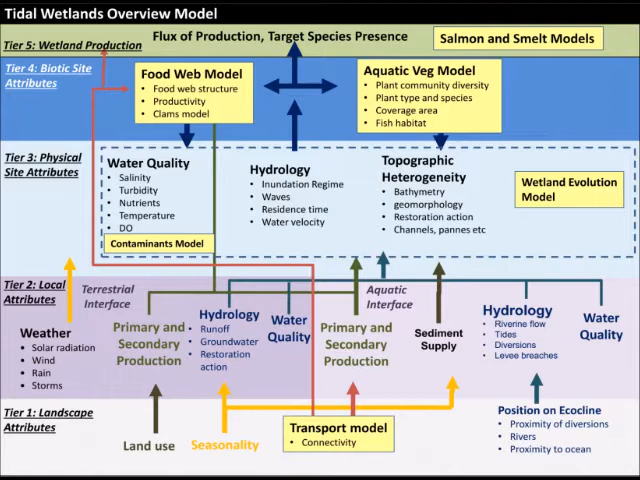 Tidal Wetlands Overview Model
Tier 5: Wetland Production
Flux of Production, Target Species Presence
Salmon and Smelt Models
Tier 4: Biotic Site
Attributes
Food Web Model
• Food web structure
• Productivity
• Clams model
Aquatic Veg Model
• Plant community diversity
• Plant type and species
• Coverage area
• Fish habitat
Tier 3: Physical
Site Attributes
Water Quality
• Salinity
• Turbidity
• Nutrients
• Temperature
• DO
Contaminants Model
Hydrology
• Inundation Regime
• Waves
• Residence time
• Water velocity
Topographic
Heterogeneity
• Bathymetry
• geomorphology
• Restoration action
• Channels, pannes etc
Wetland Evolution
Model
Tier 2: Local
Attributes
Terrestrial
Interface
Aquatic
Interface
Weather
• Solar radiation
• Wind
• Rain
• Storms
Primary and
Secondary
Production
Hydrology
• Runoff
• Groundwater
• Restoration
action
Water
Quality
Primary and
Secondary
Production
Sediment
Supply
Hydrology
• Riverine flow
• Tides
• Diversions
• Levee breaches
Water
Quality
Tier 1: Landscape
Attributes
Land use
Seasonality
Transport model
• Connectivity
Position on Ecocline
• Proximity of diversions
• Rivers
• Proximity to ocean